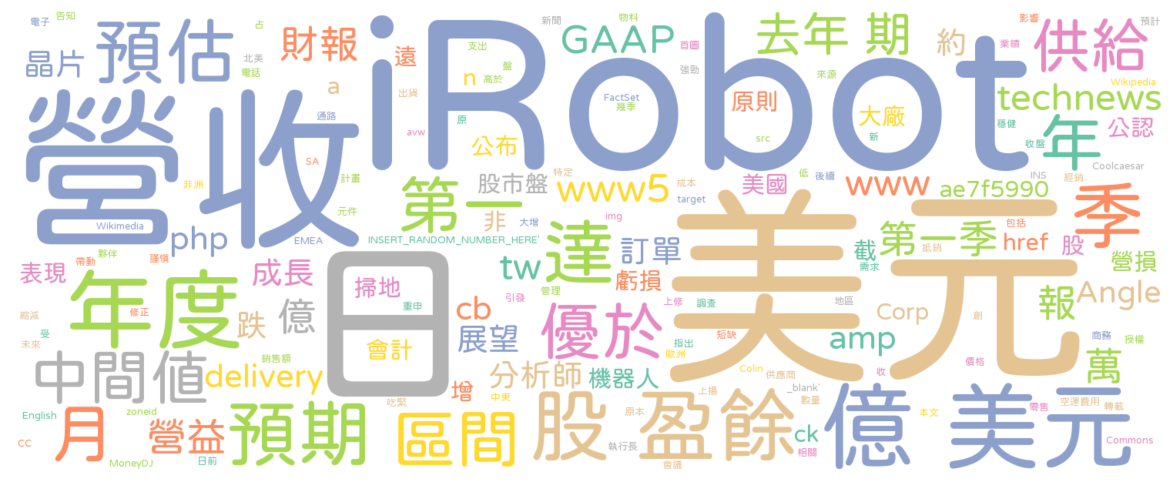 電子 告知 占 新聞 物料 首圖 影響 預計
預估 財報 遠 支出 GAAP 去年 期 約 供給
晶片 北美 電話 盤 強勁 業績
iRobot
營收
a n 高於 來源 Wikipedia
出貨 FactSet 幾季 原則 大廠 technews
通路 原 新 穩健 年 公認
SA avw 公布 src 收盤
計畫 低 後續 Coolcaesar
非洲 元件 第一 股市盤 特定 www5 成本 美國 www INS 經銷 ae7f5990
Wikimedia 非 大增 img target 季
php EMEA INSERT_RANDOM_NUMBER_HERE` 達 訂單 截 第一季 包括 href 股
夥伴 謹慎 需求 抵銷 營損
表現 帶動 成長 掃地 tw 虧損
年度 日 重申 引發 管理 上修 調查 地區 美元 報 Angle
縮減 修正 跌 億 cb 優於 Corp
受 展望 指出 短缺 amp 創 商務
未來 會計 歐洲 授權
中間值 銷售額 分析師 機器人 Colin 供應商 收 價格 萬
delivery 增 中東 上揚 _blank`
English zoneid 吃緊 原本 數量 零售 空運費用 轉載
月 營益 預期 區間 股 盈餘 億 美元
cc 執行長 ck 本文 Commons
MoneyDJ 日前 會議 相關